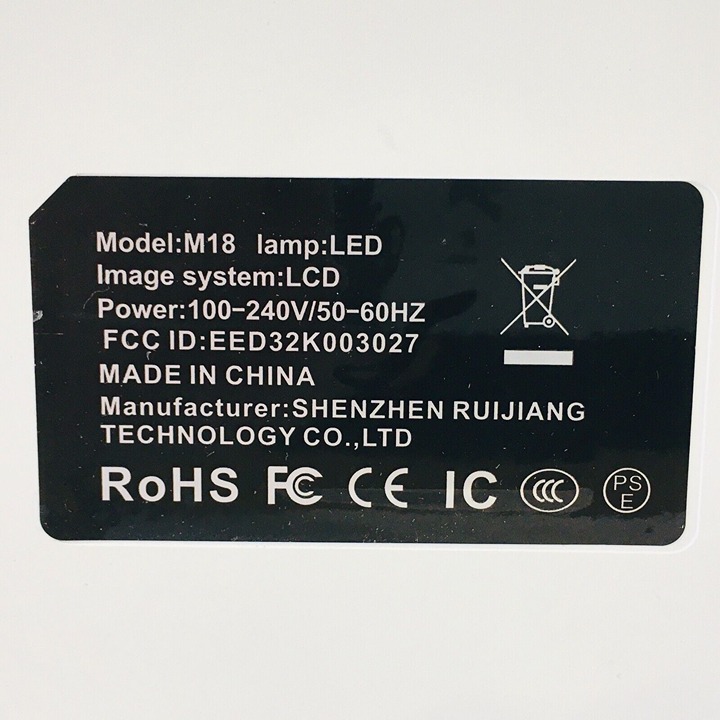 Model:M18 lamp:LED
Image system:LCD
Power:100-240V/50-60HZ
FCC ID:EED32K003027
MADE IN CHINA
Manufacturer:SHENZHEN RUIJIANG
TECHNOLOGY CO.,LTD
RoHS FC CE IC CCC PSE